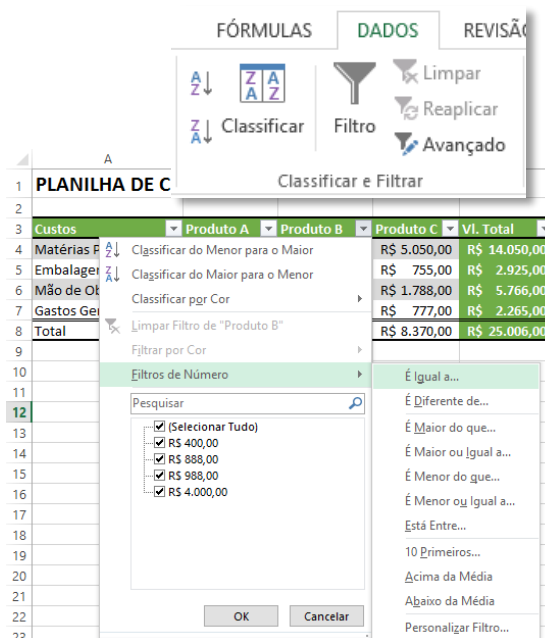 FÓRMULAS DADOS REVISÃ
Classificar Filtro Limpar
Reaplicar
Avançado
Classificar e Filtrar
A
1 PLANILHA DE C
2
3 Custos Produto A Produto B Produto C Vl. Total
4 Matérias P R$ 5.050,00 R$ 14.050,00
5 Embalager R$ 755,00 R$ 2.925,00
6 Mão de Ob R$ 1.788,00 R$ 5.766,00
7 Gastos Ger R$ 777,00 R$ 2.265,00
8 Total R$ 8.370,00 R$ 25.006,00
9
10
11
12
13
14
15
16
17
18
19
20
21
22
23
Classificar do Menor para o Maior
Classificar do Maior para o Menor
Classificar por Cor
Limpar Filtro de "Produto B"
Filtrar por Cor
Filtros de Número
Pesquisar
(Selecionar Tudo)
R$ 400,00
R$ 888,00
R$ 988,00
R$ 4.000,00
OK Cancelar
É Igual a...
É Diferente de...
É Maior do que...
É Maior ou Igual a...
É Menor do que...
É Menor ou Igual a...
Está Entre...
10 Primeiros...
Acima da Média
Abaixo da Média
Personalizar Filtro...